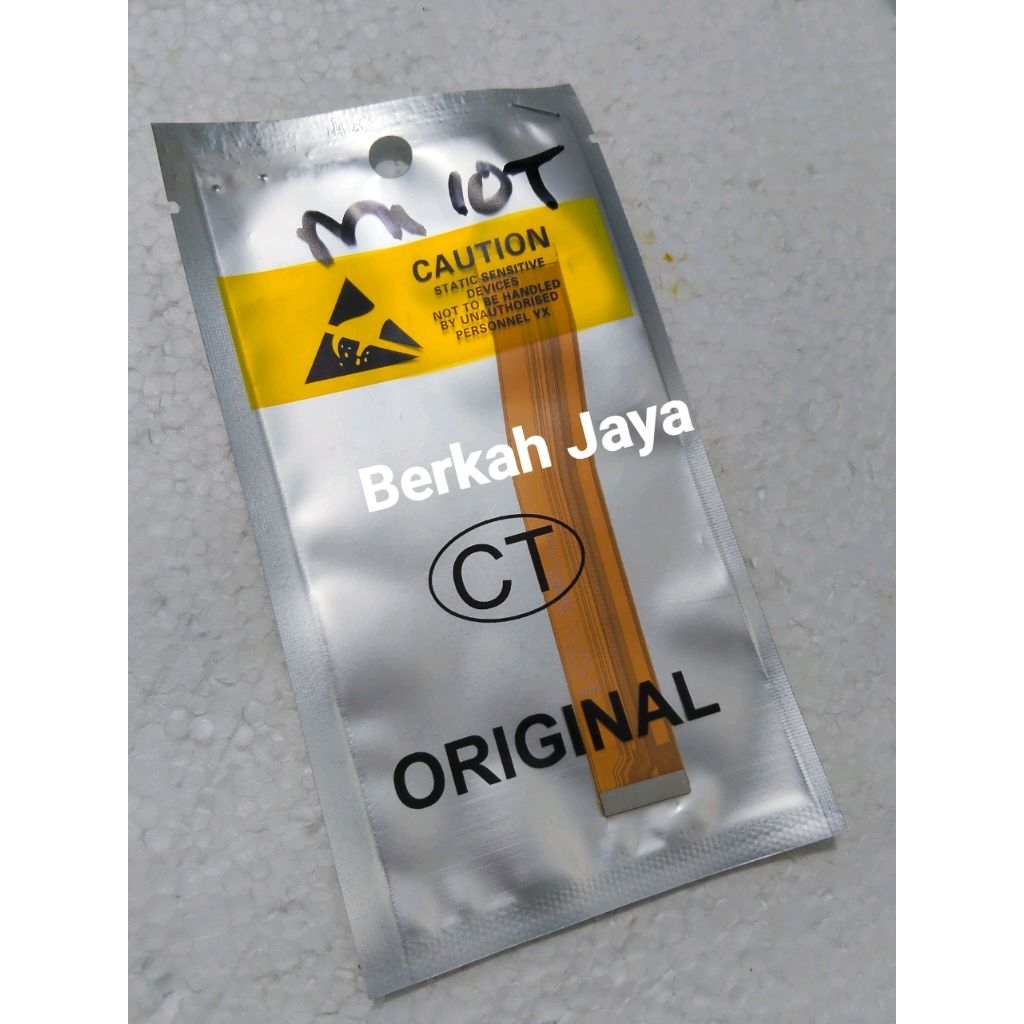 Mi 10T
CAUTION
STATIC SENSITIVE
DEVICES
NOT TO BE HANDLED
BY UNAUTHORISED
PERSONNEL YX
Berkah Jaya
CT
ORIGINAL